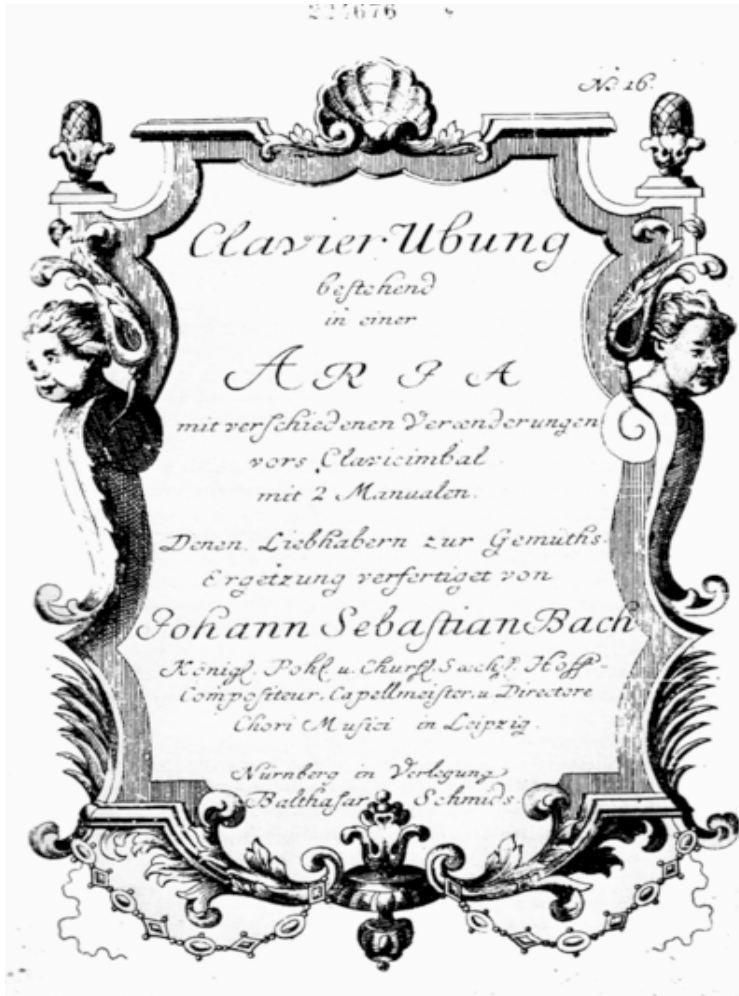 224676
No. 16.
Clavier Ubung
bestehend
in einer
ARIA
mit verschiedenen Veraenderungen
vors Clavicimbal
mit 2 Manualen.
Denen Liebhabern zur Gemüths-
Ergetzung verfertiget von
Johann Sebastian Bach
Königl. Pohl. u. Churfl. Saechs. Hoff-
Compositeur, Capellmeister, u. Directore
Chori Musici in Leipzig.
Nürnberg in Verlegung
Balthasar Schmids